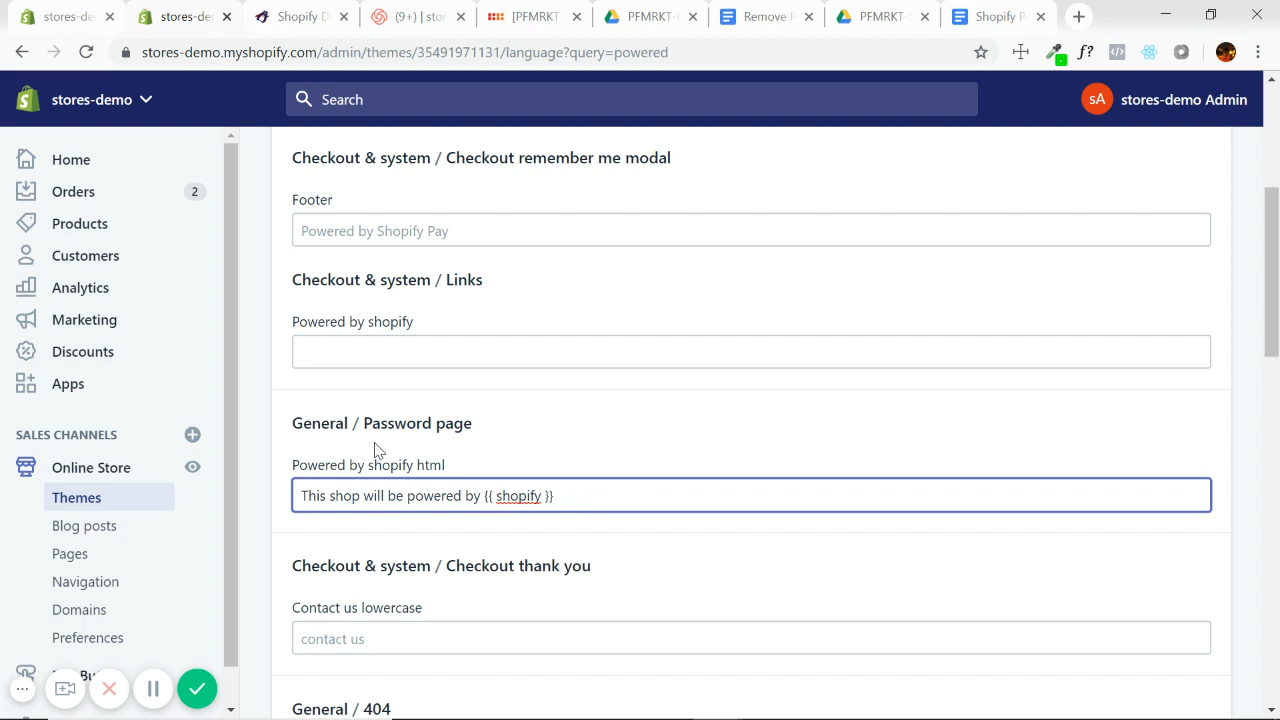 stores-de
stores-de
Shopify D
(9+) | stor
[PFMRKT-
PFMRKT-
Remove P
PFMRKT-
Shopify P
stores-demo.myshopify.com/admin/themes/35491971131/language?query=powered
f?
stores-demo
Search
sA stores-demo Admin
Home
Orders 2
Products
Customers
Analytics
Marketing
Discounts
Apps
SALES CHANNELS
Online Store
Themes
Blog posts
Pages
Navigation
Domains
Preferences
Checkout & system / Checkout remember me modal
Footer
Powered by Shopify Pay
Checkout & system / Links
Powered by shopify
General / Password page
Powered by shopify html
This shop will be powered by {{ shopify }}
Checkout & system / Checkout thank you
Contact us lowercase
contact us
General / 404